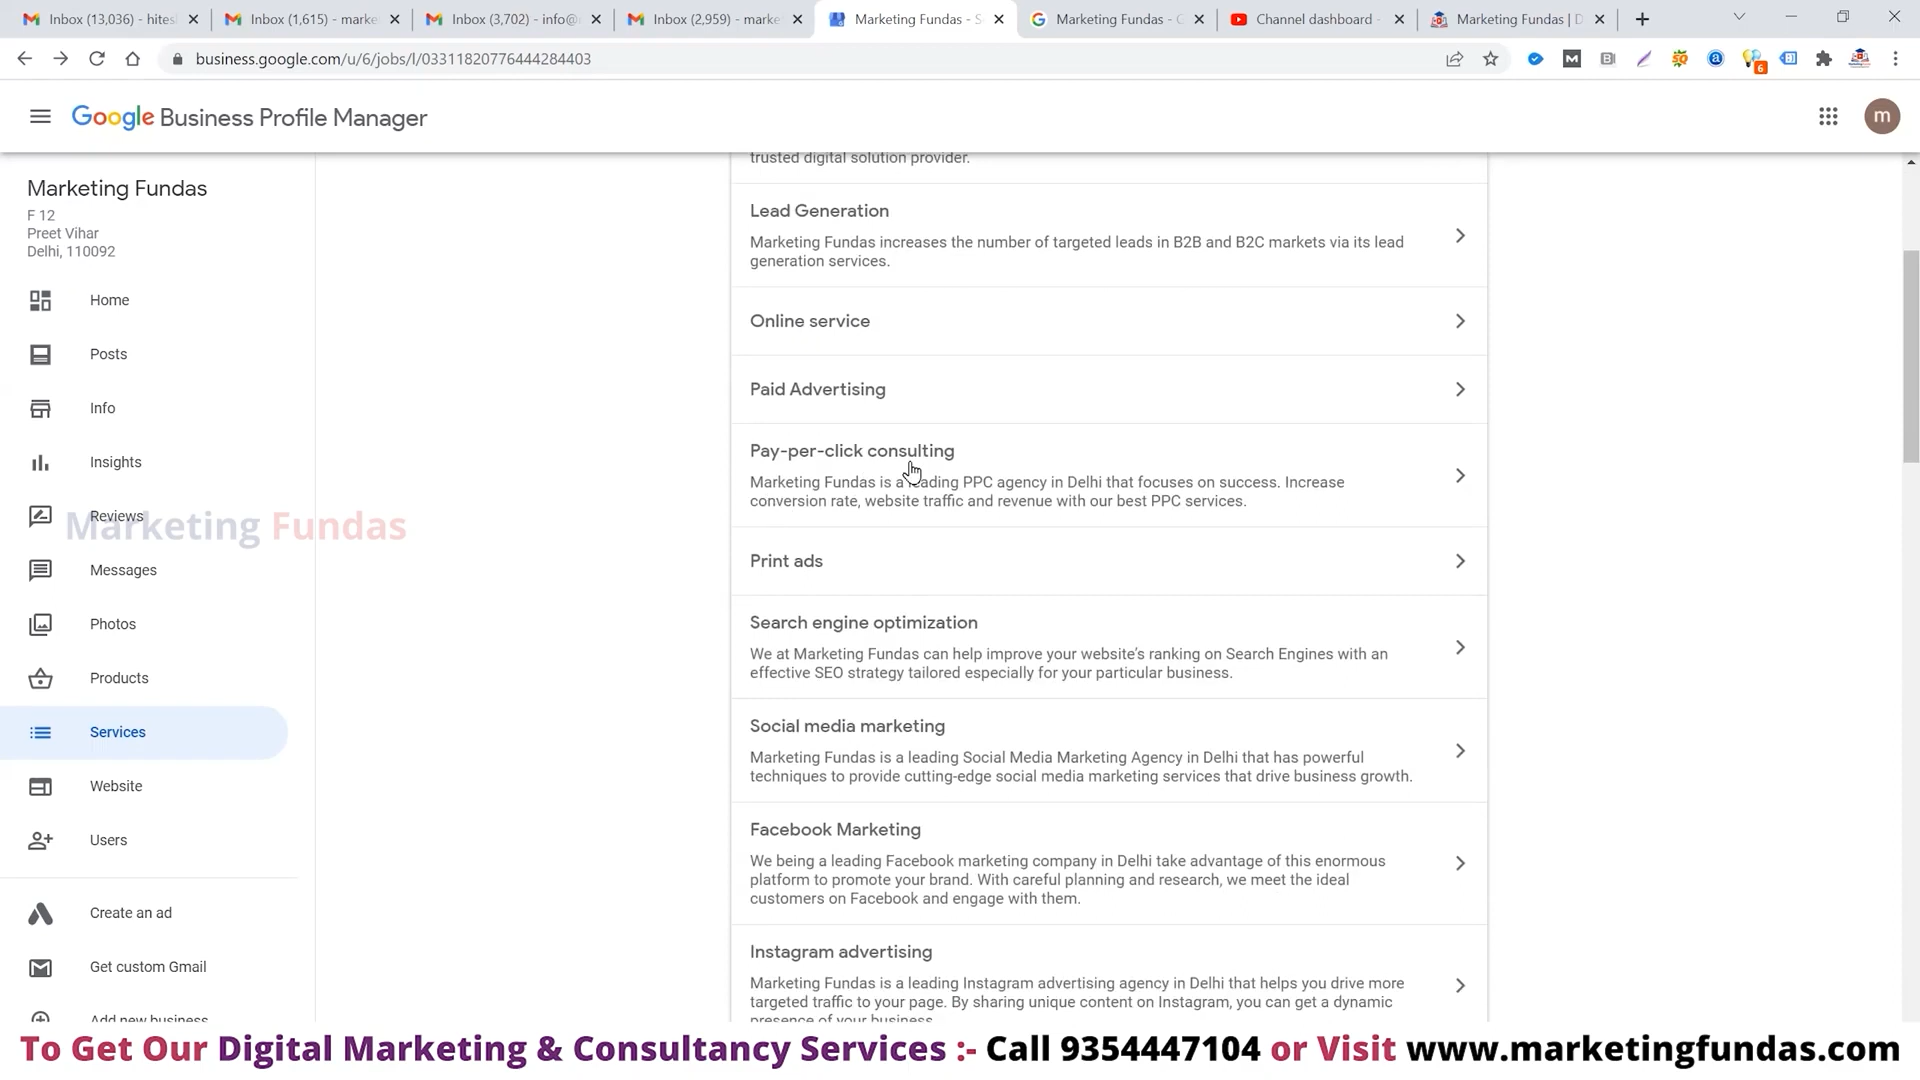 Inbox (13,036) - hites
Inbox (1,615) - marke
Inbox (3,702) - info@
Inbox (2,959) - marke
Marketing Fundas - S
Marketing Fundas - G
Channel dashboard -
Marketing Fundas | D
business.google.com/u/6/jobs/l/03311820776444284403
6
Google Business Profile Manager
m
Marketing Fundas
F 12
Preet Vihar
Delhi, 110092
Home
Posts
Info
Insights
Reviews
Marketing Fundas
Messages
Photos
Products
Services
Website
Users
Create an ad
Get custom Gmail
Add new business
trusted digital solution provider.
Lead Generation
Marketing Fundas increases the number of targeted leads in B2B and B2C markets via its lead
generation services.
Online service
Paid Advertising
Pay-per-click consulting
Marketing Fundas is a leading PPC agency in Delhi that focuses on success. Increase
conversion rate, website traffic and revenue with our best PPC services.
Print ads
Search engine optimization
We at Marketing Fundas can help improve your website's ranking on Search Engines with an
effective SEO strategy tailored especially for your particular business.
Social media marketing
Marketing Fundas is a leading Social Media Marketing Agency in Delhi that has powerful
techniques to provide cutting-edge social media marketing services that drive business growth.
Facebook Marketing
We being a leading Facebook marketing company in Delhi take advantage of this enormous
platform to promote your brand. With careful planning and research, we meet the ideal
customers on Facebook and engage with them.
Instagram advertising
Marketing Fundas is a leading Instagram advertising agency in Delhi that helps you drive more
targeted traffic to your page. By sharing unique content on Instagram, you can get a dynamic
presence of your business.
To Get Our Digital Marketing & Consultancy Services :- Call 9354447104 or Visit www.marketingfundas.com